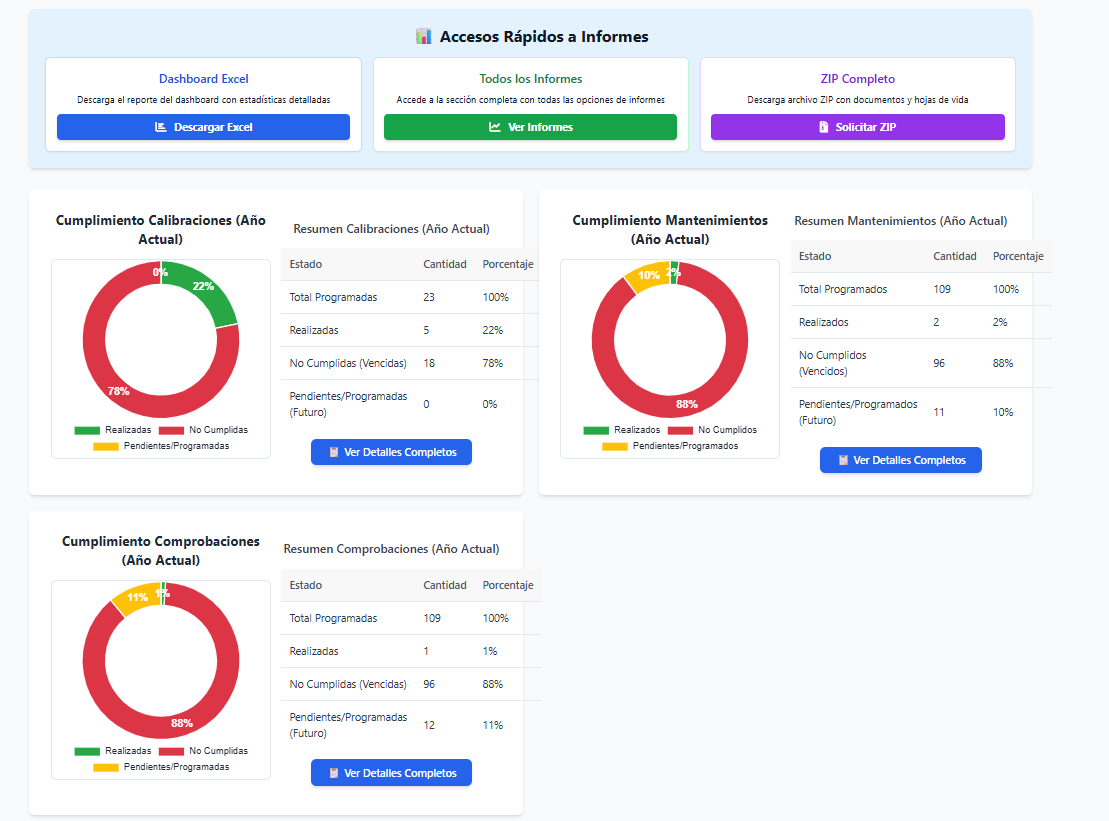 📊 Accesos Rápidos a Informes
Dashboard Excel
Descarga el reporte del dashboard con estadísticas detalladas
Descargar Excel
Todos los Informes
Accede a la sección completa con todas las opciones de informes
Ver Informes
ZIP Completo
Descarga archivo ZIP con documentos y hojas de vida
Solicitar ZIP
Cumplimiento Calibraciones (Año
Actual)
0%
22%
78%
Realizadas No Cumplidas
Pendientes/Programadas
Resumen Calibraciones (Año Actual)
Estado Cantidad Porcentaje
Total Programadas 23 100%
Realizadas 5 22%
No Cumplidas (Vencidas) 18 78%
Pendientes/Programadas
(Futuro) 0 0%
Ver Detalles Completos
Cumplimiento Mantenimientos
(Año Actual)
10% 2%
88%
Realizados No Cumplidos
Pendientes/Programados
Resumen Mantenimientos (Año Actual)
Estado Cantidad Porcentaje
Total Programados 109 100%
Realizados 2 2%
No Cumplidos
(Vencidos) 96 88%
Pendientes/Programados
(Futuro) 11 10%
Ver Detalles Completos
Cumplimiento Comprobaciones
(Año Actual)
11% 1%
88%
Realizadas No Cumplidas
Pendientes/Programadas
Resumen Comprobaciones (Año Actual)
Estado Cantidad Porcentaje
Total Programadas 109 100%
Realizadas 1 1%
No Cumplidas (Vencidas) 96 88%
Pendientes/Programadas
(Futuro) 12 11%
Ver Detalles Completos